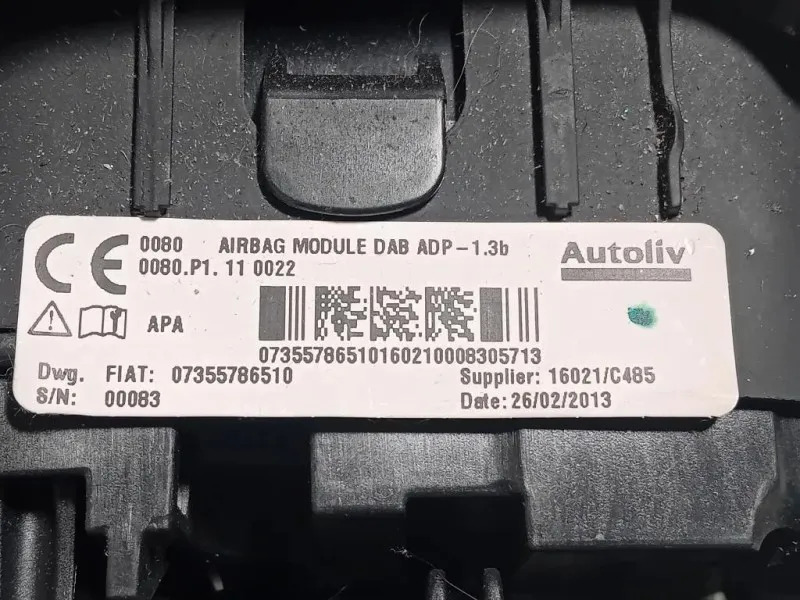 CE 0080 AIRBAG MODULE DAB ADP-1.3b
0080.P1. 11 0022
Autoliv
APA
07355786510160210008305713
Dwg. FIAT: 07355786510
Supplier: 16021/C485
S/N: 00083
Date: 26/02/2013